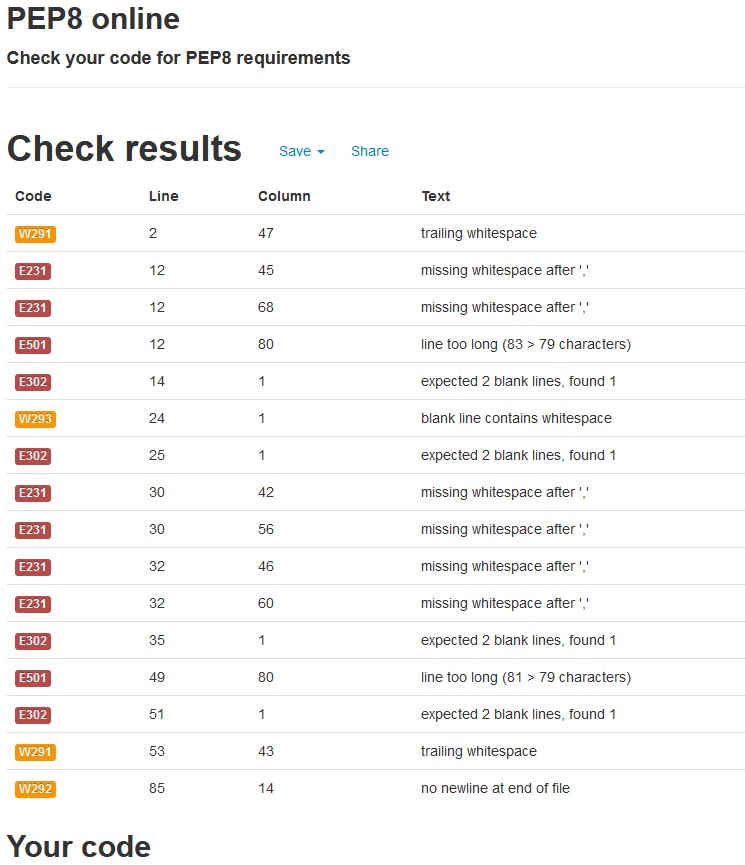 PEP8 online
Check your code for PEP8 requirements
Check results Save Share
Code Line Column Text
W291 2 47 trailing whitespace
E231 12 45 missing whitespace after ','
E231 12 68 missing whitespace after ','
E501 12 80 line too long (83 > 79 characters)
E302 14 1 expected 2 blank lines, found 1
W293 24 1 blank line contains whitespace
E302 25 1 expected 2 blank lines, found 1
E231 30 42 missing whitespace after ','
E231 30 56 missing whitespace after ','
E231 32 46 missing whitespace after ','
E231 32 60 missing whitespace after ','
E302 35 1 expected 2 blank lines, found 1
E501 49 80 line too long (81 > 79 characters)
E302 51 1 expected 2 blank lines, found 1
W291 53 43 trailing whitespace
W292 85 14 no newline at end of file
Your code